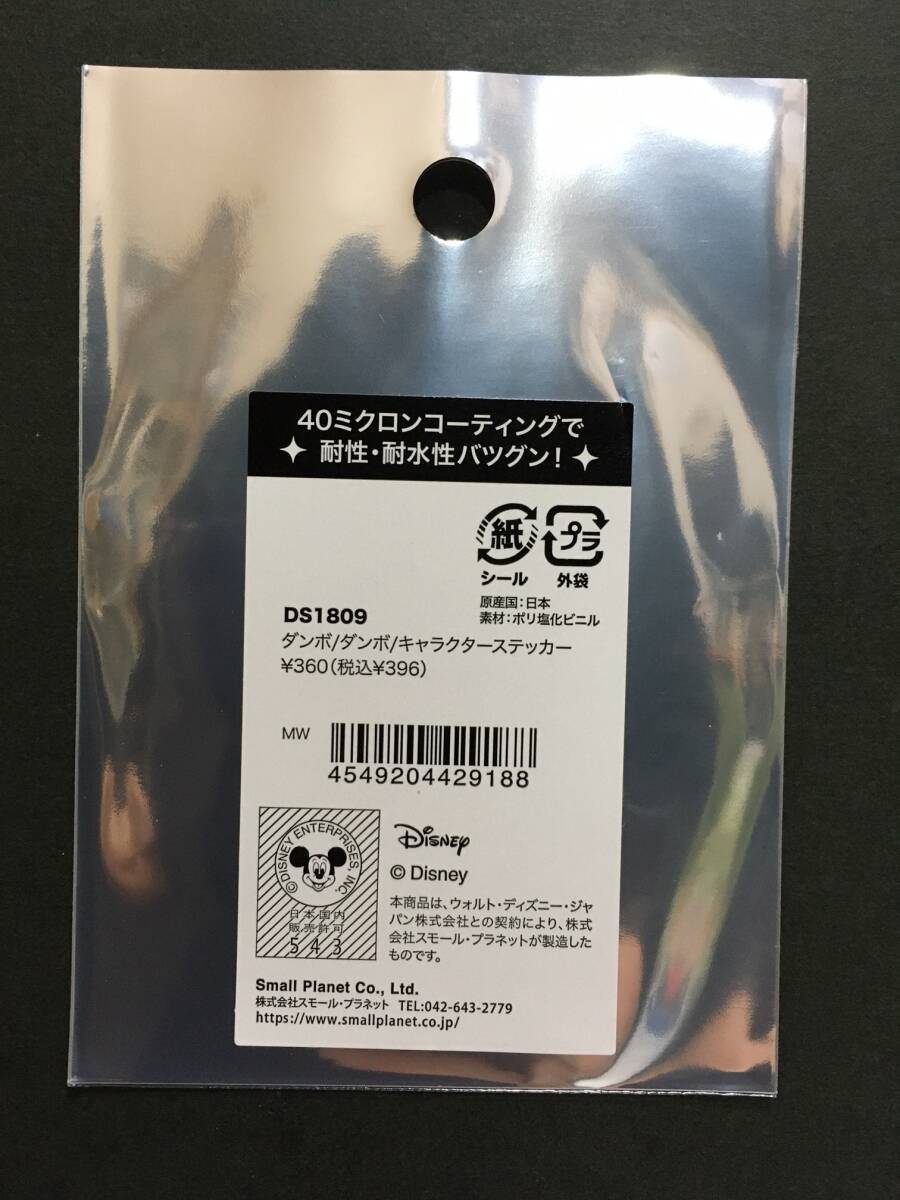 40ミクロンコーティングで
耐性・耐水性バツグン！
紙
シール
プラ
外袋
原産国：日本
素材：ポリ塩化ビニル
DS1809
ダンボ/ダンボ/キャラクターステッカー
¥360(税込¥396)
MW
4549204429188
©DISNEY ENTERPRISES, INC.
日本国内
販売許可
543
Disney
© Disney
本商品は、ウォルト・ディズニー・ジャ
パン株式会社との契約により、株式
会社スモール・プラネットが製造した
ものです。
Small Planet Co., Ltd.
株式会社スモール・プラネット TEL:042-643-2779
https://www.smallplanet.co.jp/